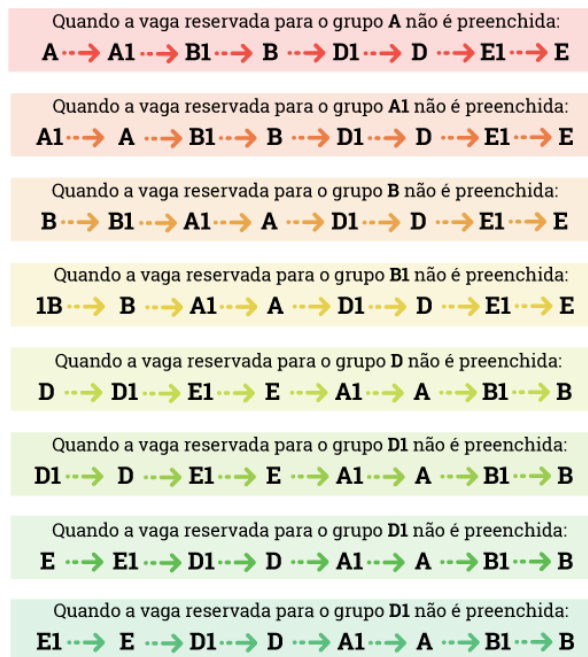 Quando a vaga reservada para o grupo A não é preenchida:
A A1 B1 B D1 D E1 E
Quando a vaga reservada para o grupo A1 não é preenchida:
A1 A B1 B D1 D E1 E
Quando a vaga reservada para o grupo B não é preenchida:
B B1 A1 A D1 D E1 E
Quando a vaga reservada para o grupo B1 não é preenchida:
1B B A1 A D1 D E1 E
Quando a vaga reservada para o grupo D não é preenchida:
D D1 E1 E A1 A B1 B
Quando a vaga reservada para o grupo D1 não é preenchida:
D1 D E1 E A1 A B1 B
Quando a vaga reservada para o grupo D1 não é preenchida:
E E1 D1 D A1 A B1 B
Quando a vaga reservada para o grupo D1 não é preenchida:
E1 E D1 D A1 A B1 B